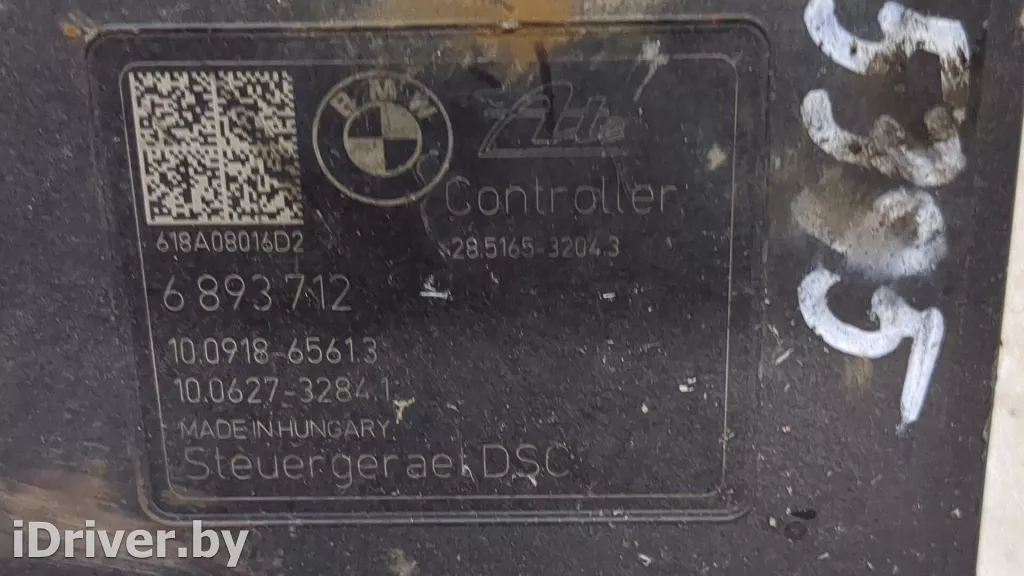 BMW
Ate
Controller
618A08016D2
28.5165-3204.3
6 893 712
10.0918-6561.3
10.0627-3284.1
MADE IN HUNGARY
Steuergeraet DSC
iDriver.by